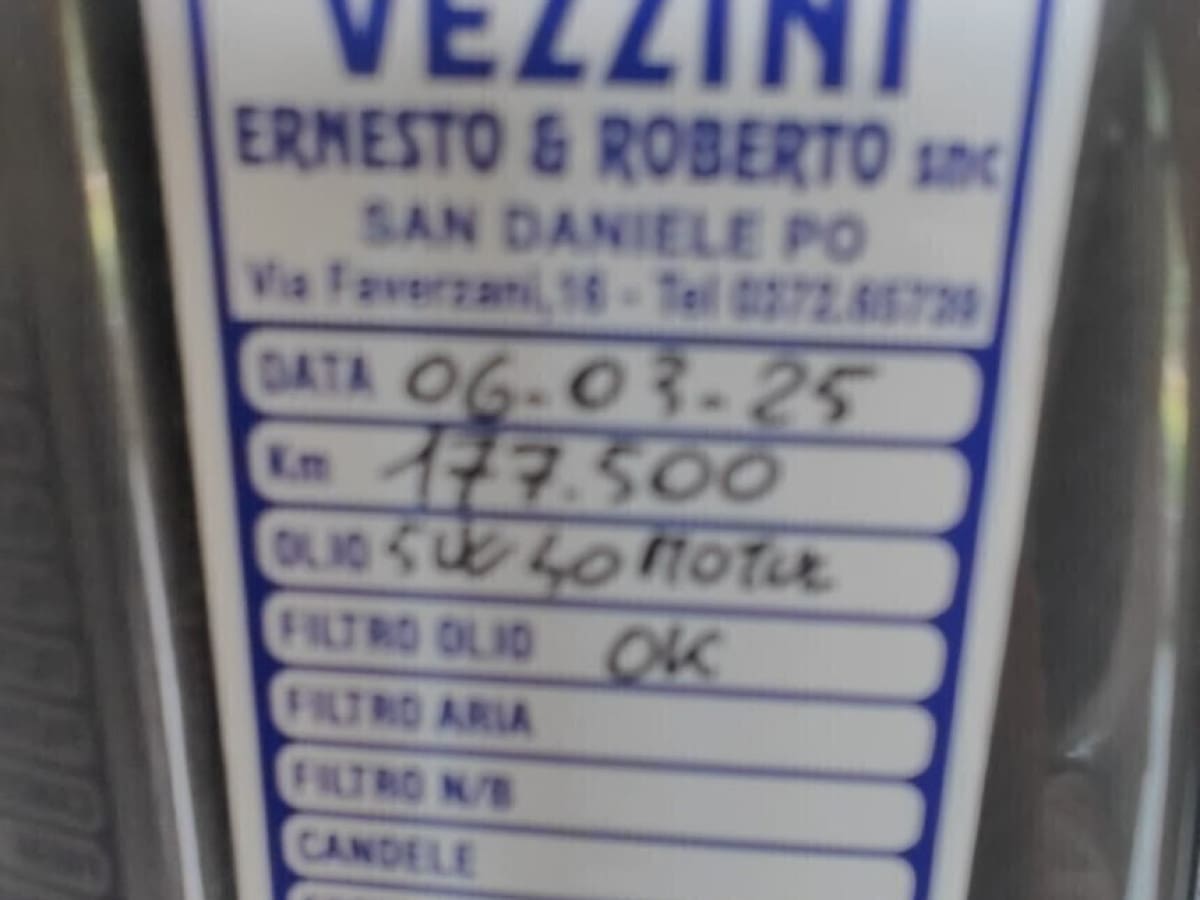 VEZZINI
ERNESTO & ROBERTO snc
SAN DANIELE PO
Via Faverzani, 16 - Tel 0372.65739
DATA 06-03-25
Km 177.500
OLIO 5W40 MOTUL
FILTRO OLIO OK
FILTRO ARIA
FILTRO N/B
CANDELE